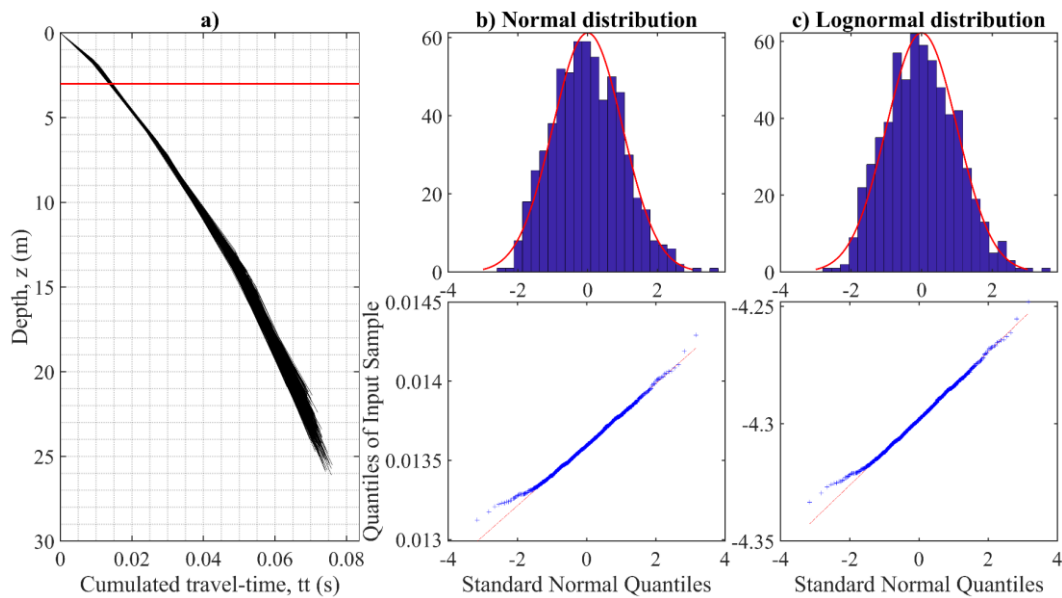 a)
b) Normal distribution
c) Lognormal distribution
0
5
10
15
20
25
30
Depth, z (m)
0 0.02 0.04 0.06 0.08
Cumulated travel-time, tt (s)
60
40
20
0
-4 -2 0 2
60
40
20
0
-4 -2 0 2
Quantiles of Input Sample
0.0145
0.014
0.0135
0.013
-4 -2 0 2 4
Standard Normal Quantiles
-4.25
-4.3
-4.35
-4 -2 0 2 4
Standard Normal Quantiles